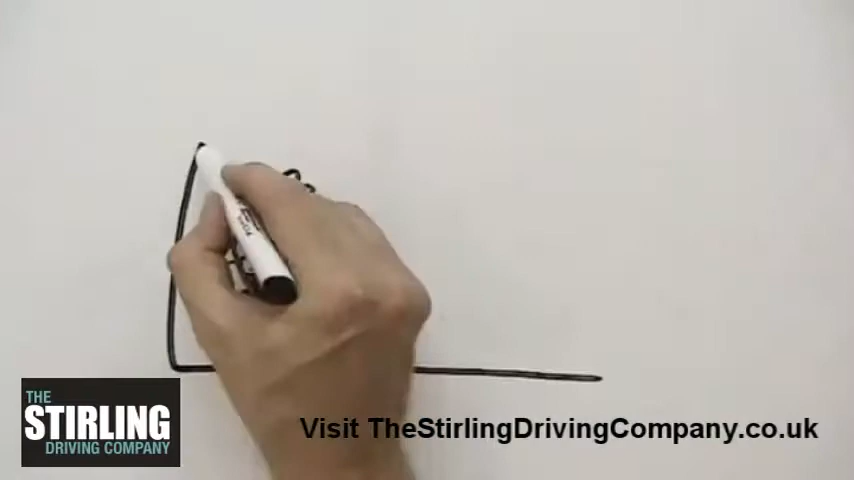 THE
STIRLING
DRIVING COMPANY
Visit TheStirlingDrivingCompany.co.uk